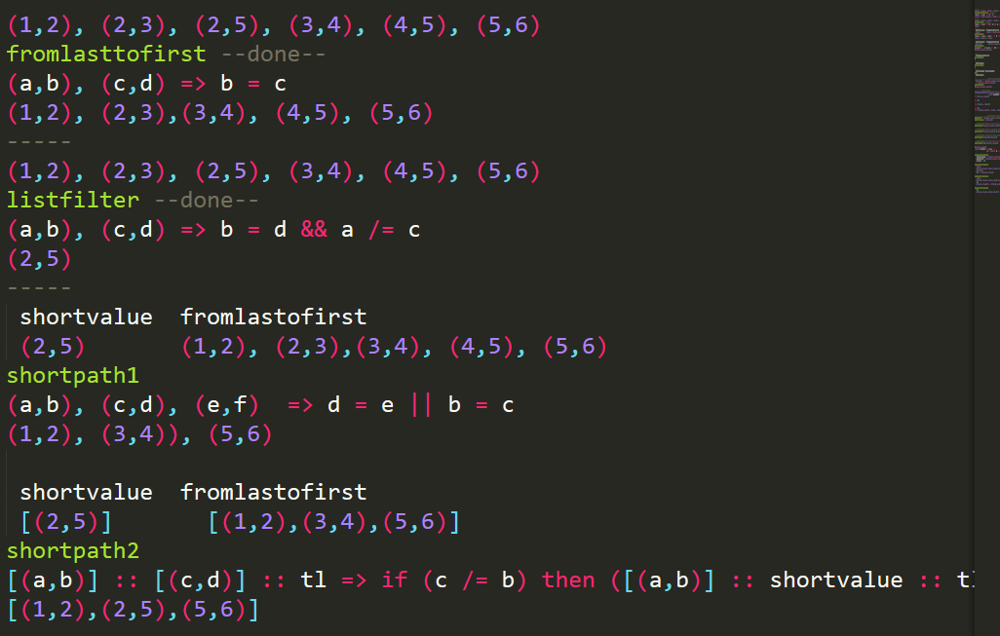 (1,2), (2,3), (2,5), (3,4), (4,5), (5,6)
fromlasttofirst --done--
(a,b), (c,d) => b = c
(1,2), (2,3),(3,4), (4,5), (5,6)
-----
(1,2), (2,3), (2,5), (3,4), (4,5), (5,6)
listfilter --done--
(a,b), (c,d) => b = d && a /= c
(2,5)
-----
shortvalue  fromlastofirst
(2,5)       (1,2), (2,3),(3,4), (4,5), (5,6)
shortpath1
(a,b), (c,d), (e,f)  => d = e || b = c
(1,2), (3,4)), (5,6)
shortvalue  fromlastofirst
[(2,5)]       [(1,2),(3,4),(5,6)]
shortpath2
[(a,b)] :: [(c,d)] :: tl => if (c /= b) then ([(a,b)] :: shortvalue :: tl
[(1,2),(2,5),(5,6)]